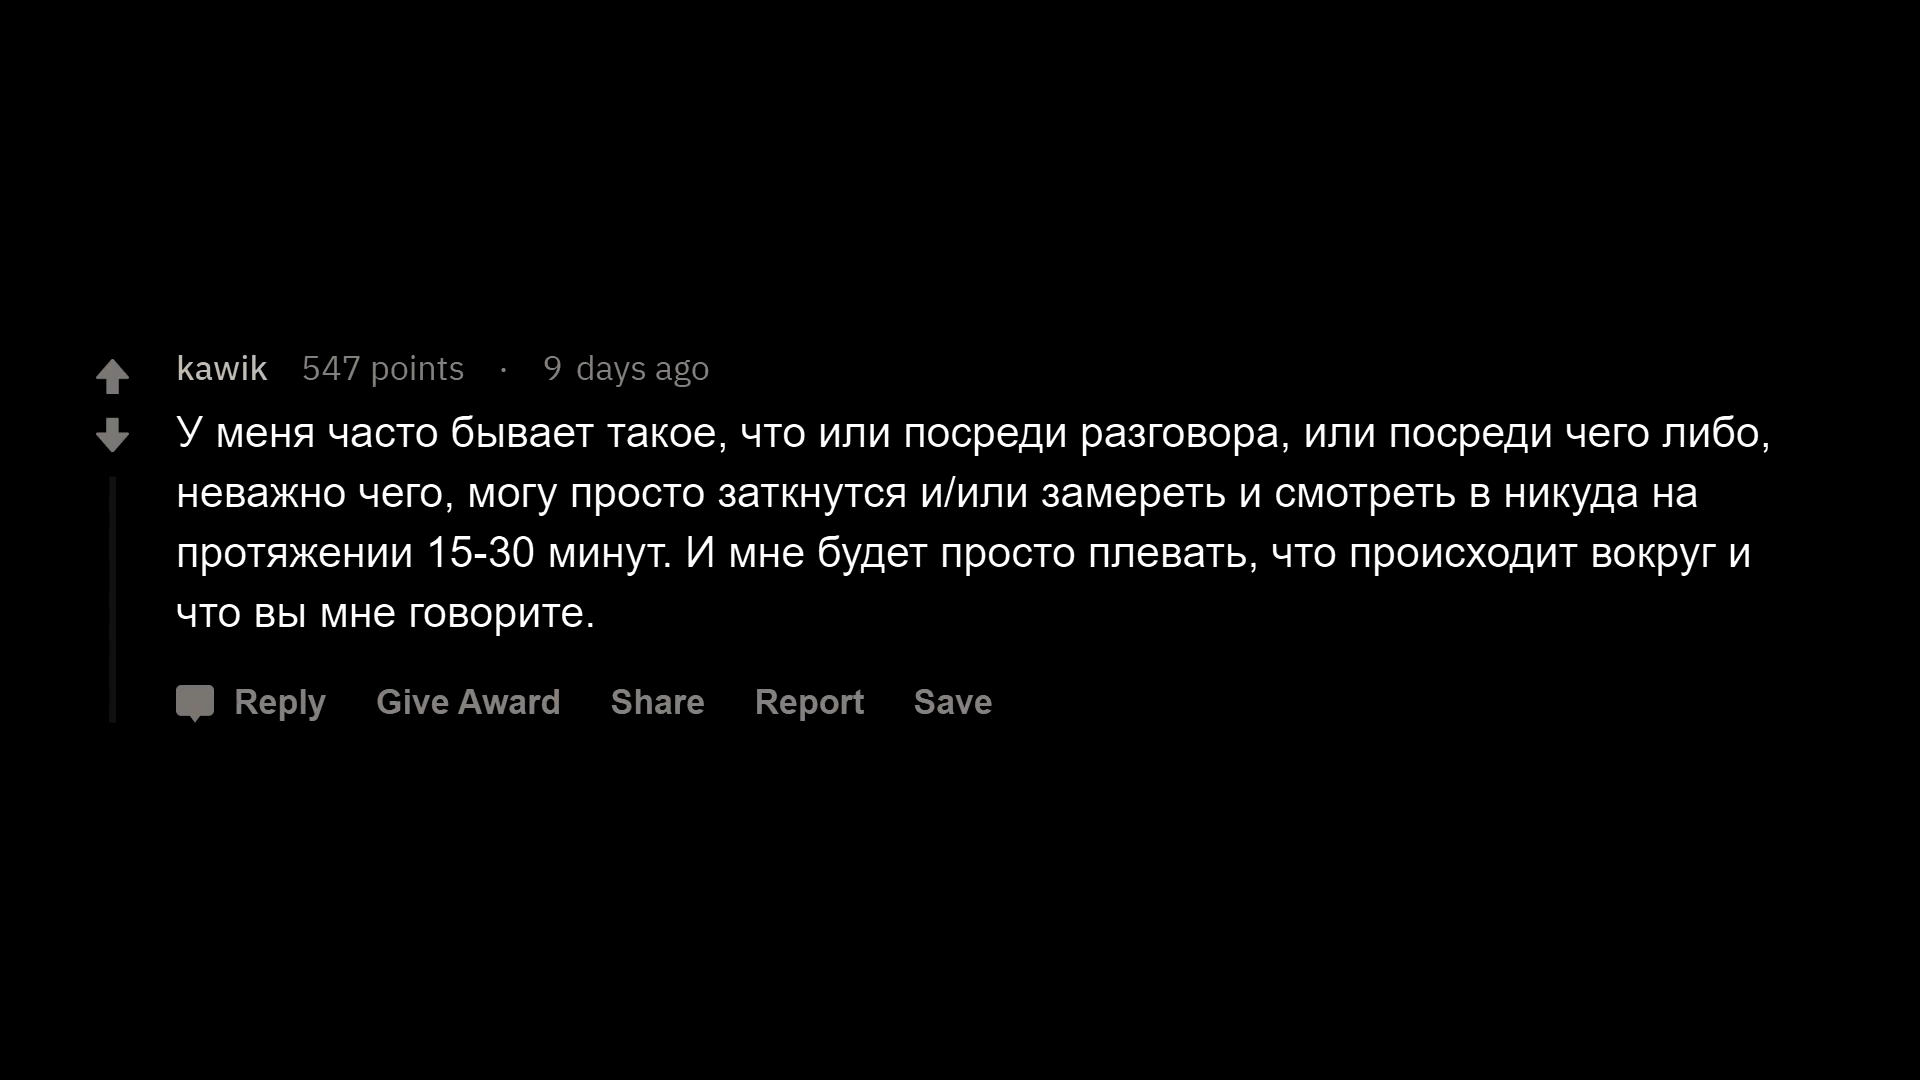 kawik 547 points · 9 days ago
У меня часто бывает такое, что или посреди разговора, или посреди чего либо,
неважно чего, могу просто заткнутся и/или замереть и смотреть в никуда на
протяжении 15-30 минут. И мне будет просто плевать, что происходит вокруг и
что вы мне говорите.
Reply Give Award Share Report Save